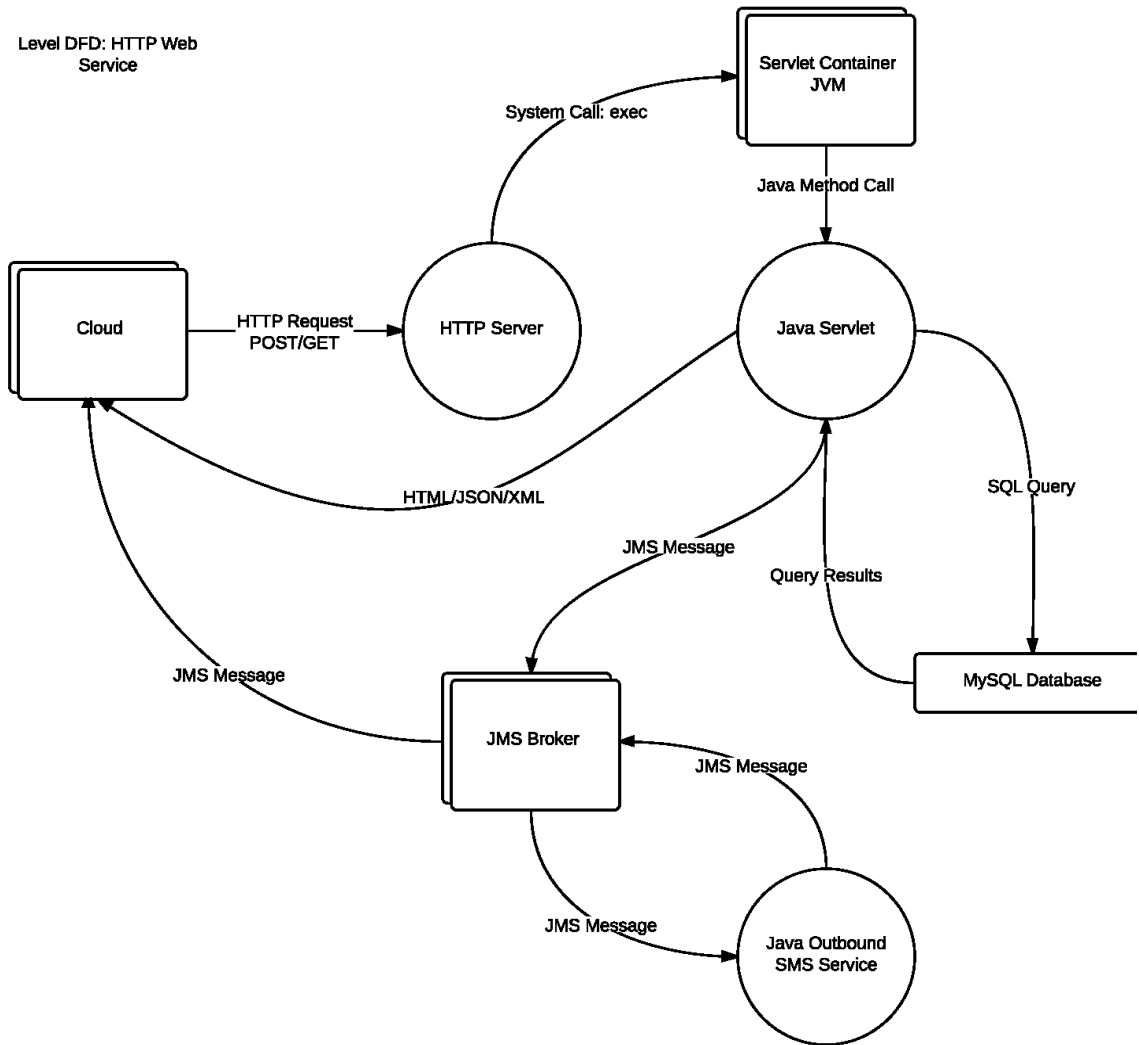 Level DFD: HTTP Web
Service
Servlet Container
JVM
System Call: exec
Java Method Call
Cloud
HTTP Request
POST/GET
HTTP Server
Java Servlet
HTML/JSON/XML
SQL Query
JMS Message
Query Results
JMS Message
MySQL Database
JMS Broker
JMS Message
JMS Message
Java Outbound
SMS Service